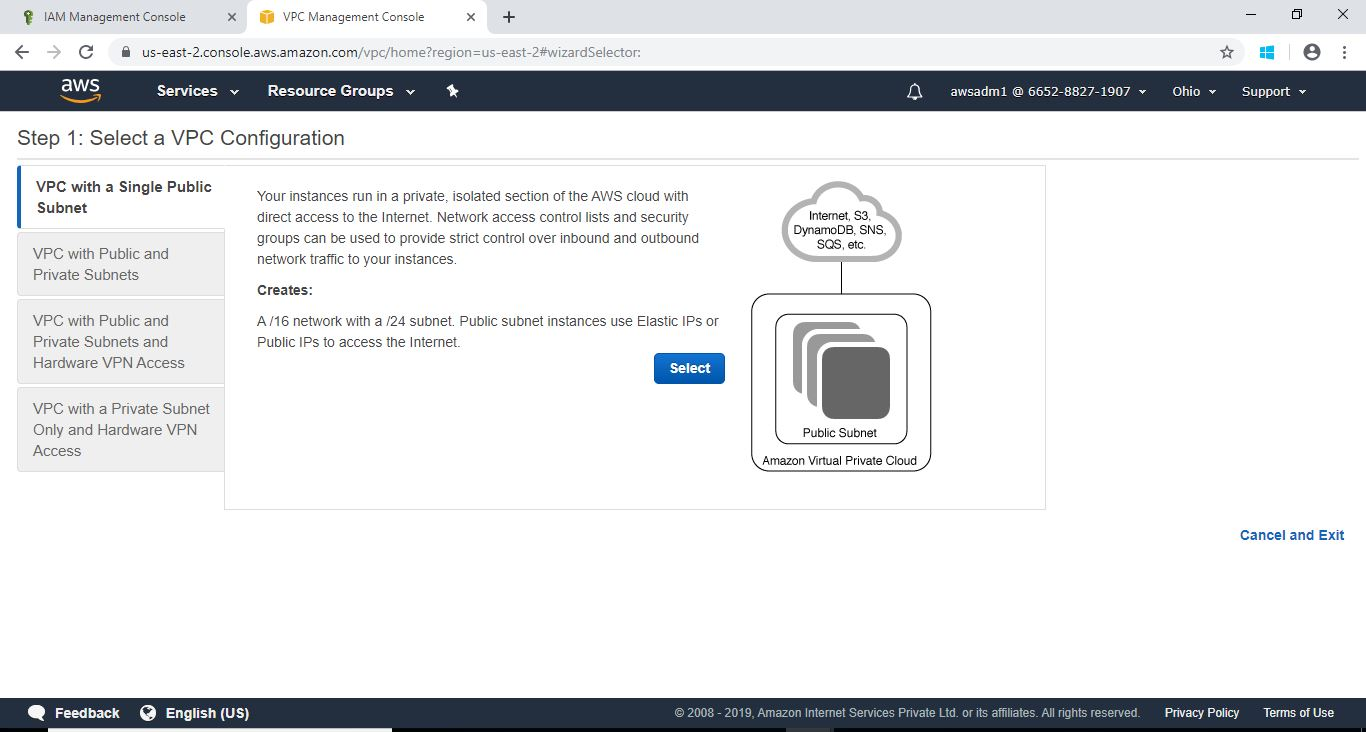 IAM Management Console
VPC Management Console
us-east-2.console.aws.amazon.com/vpc/home?region=us-east-2#wizardSelector:
aws
Services
Resource Groups
awsadm1 @ 6652-8827-1907
Ohio
Support
Step 1: Select a VPC Configuration
VPC with a Single Public
Subnet
VPC with Public and
Private Subnets
VPC with Public and
Private Subnets and
Hardware VPN Access
VPC with a Private Subnet
Only and Hardware VPN
Access
Your instances run in a private, isolated section of the AWS cloud with
direct access to the Internet. Network access control lists and security
groups can be used to provide strict control over inbound and outbound
network traffic to your instances.
Creates:
A /16 network with a /24 subnet. Public subnet instances use Elastic IPs or
Public IPs to access the Internet.
Select
Internet, S3,
DynamoDB, SNS,
SQS, etc.
Public Subnet
Amazon Virtual Private Cloud
Cancel and Exit
Feedback
English (US)
© 2008 - 2019, Amazon Internet Services Private Ltd. or its affiliates. All rights reserved.
Privacy Policy
Terms of Use